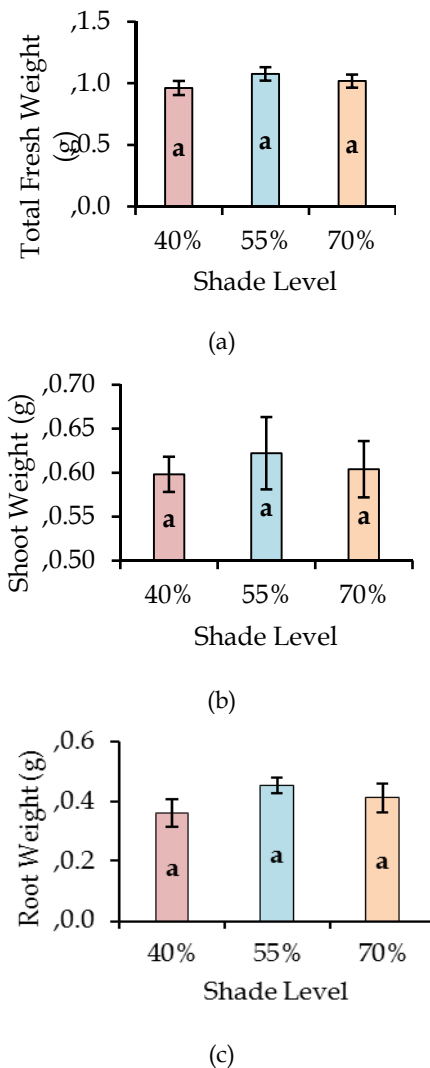 Total Fresh Weight
(g)
,1.5
,1.0
,0.5
,0.0
a a a
40% 55% 70%
Shade Level
(a)
Shoot Weight (g)
,0.70
,0.65
,0.60
,0.55
,0.50
a a a
40% 55% 70%
Shade Level
(b)
Root Weight (g)
,0.6
,0.4
,0.2
,0.0
a a a
40% 55% 70%
Shade Level
(c)